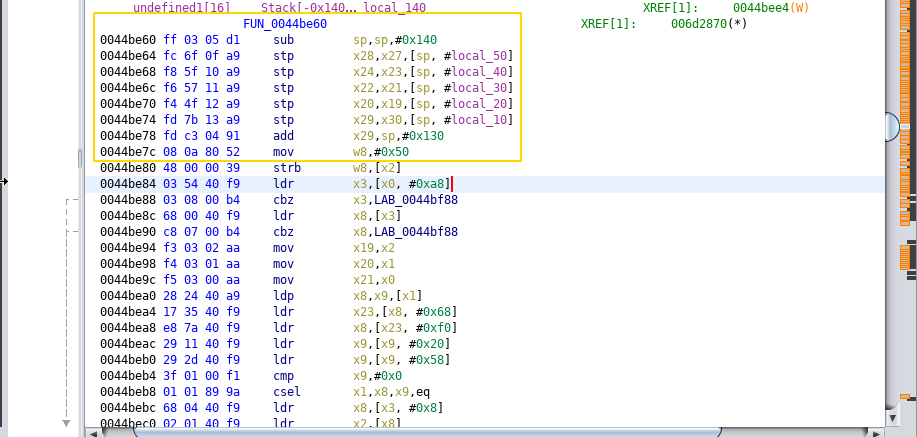 undefined1[16] Stack[-0x140... local_140 XREF[1]: 0044bee4(W)
FUN_0044be60 XREF[1]: 006d2870(*)
0044be60 ff 03 05 d1 sub sp,sp,#0x140
0044be64 fc 6f 0f a9 stp x28,x27,[sp, #local_50]
0044be68 f8 5f 10 a9 stp x24,x23,[sp, #local_40]
0044be6c f6 57 11 a9 stp x22,x21,[sp, #local_30]
0044be70 f4 4f 12 a9 stp x20,x19,[sp, #local_20]
0044be74 fd 7b 13 a9 stp x29,x30,[sp, #local_10]
0044be78 fd c3 04 91 add x29,sp,#0x130
0044be7c 08 0a 80 52 mov w8,#0x50
0044be80 48 00 00 39 strb w8,[x2]
0044be84 03 54 40 f9 ldr x3,[x0, #0xa8]
0044be88 03 08 00 b4 cbz x3,LAB_0044bf88
0044be8c 68 00 40 f9 ldr x8,[x3]
0044be90 c8 07 00 b4 cbz x8,LAB_0044bf88
0044be94 f3 03 02 aa mov x19,x2
0044be98 f4 03 01 aa mov x20,x1
0044be9c f5 03 00 aa mov x21,x0
0044bea0 28 24 40 a9 ldp x8,x9,[x1]
0044bea4 17 35 40 f9 ldr x23,[x8, #0x68]
0044bea8 e8 7a 40 f9 ldr x8,[x23, #0xf0]
0044beac 29 11 40 f9 ldr x9,[x9, #0x20]
0044beb0 29 2d 40 f9 ldr x9,[x9, #0x58]
0044beb4 3f 01 00 f1 cmp x9,#0x0
0044beb8 01 01 89 9a csel x1,x8,x9,eq
0044bebc 68 04 40 f9 ldr x8,[x3, #0x8]
0044bec0 02 01 40 f9 ldr x2,[x8]